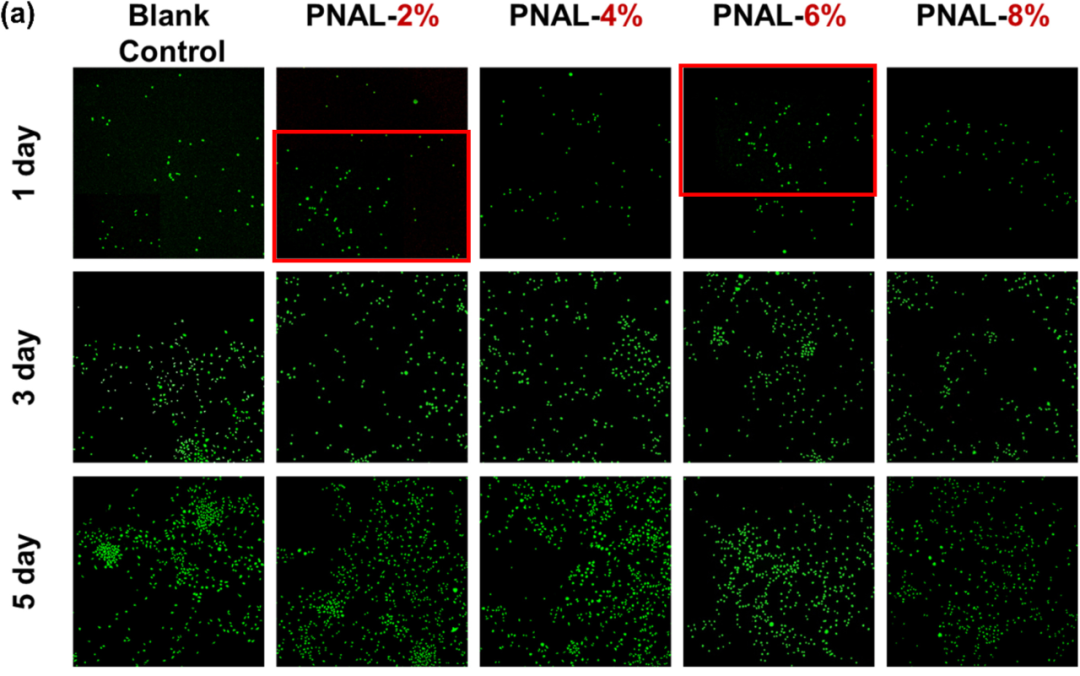 (a)
Blank Control
PNAL-2%
PNAL-4%
PNAL-6%
PNAL-8%
1 day
3 day
5 day